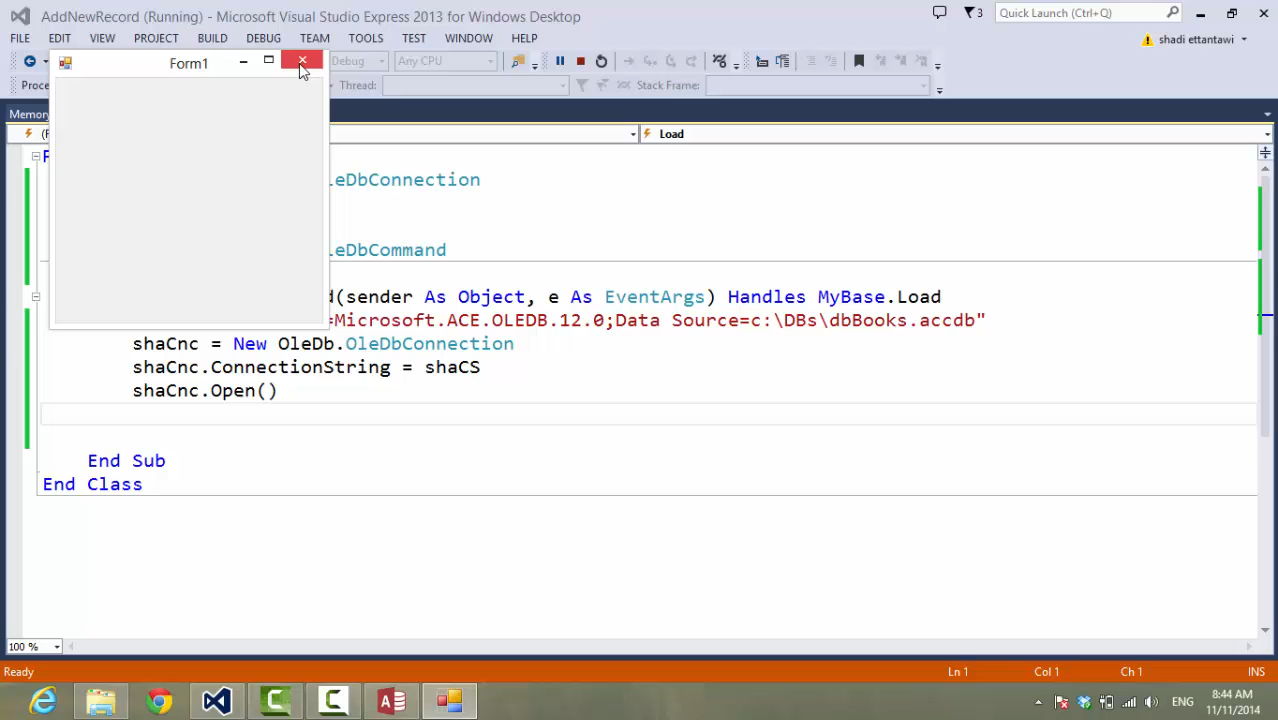 AddNewRecord (Running) - Microsoft Visual Studio Express 2013 for Windows Desktop
3
Quick Launch (Ctrl+Q)
FILE EDIT VIEW PROJECT BUILD DEBUG TEAM TOOLS TEST WINDOW HELP
shadi ettantawi
Form1
Debug Any CPU
Thread: Stack Frame:
Load
OleDbConnection
OleDbCommand
(sender As Object, e As EventArgs) Handles MyBase.Load
=Microsoft.ACE.OLEDB.12.0;Data Source=c:\DBs\dbBooks.accdb"
shaCnc = New OleDb.OleDbConnection
shaCnc.ConnectionString = shaCS
shaCnc.Open()
End Sub
End Class
100 %
Ready Ln 1 Col 1 Ch 1 INS
ENG
8:44 AM
11/11/2014